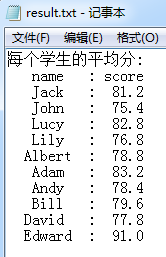 result.txt - 记事本
文件(F) 编辑(E) 格式(O)
每个学生的平均分:
name : score
Jack : 81.2
John : 75.4
Lucy : 82.8
Lily : 76.8
Albert : 78.8
Adam : 83.2
Andy : 78.4
Bill : 79.6
David : 77.8
Edward : 91.0